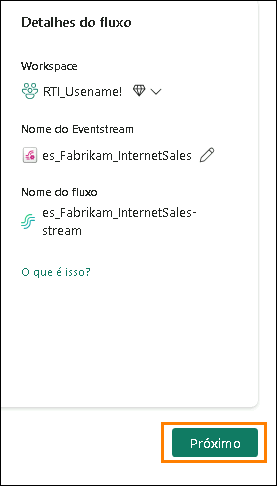 Detalhes do fluxo
Workspace
RTI_Usename!
Nome do Eventstream
es_Fabrikam_InternetSales
Nome do fluxo
es_Fabrikam_InternetSales-
stream
O que é isso?
Próximo